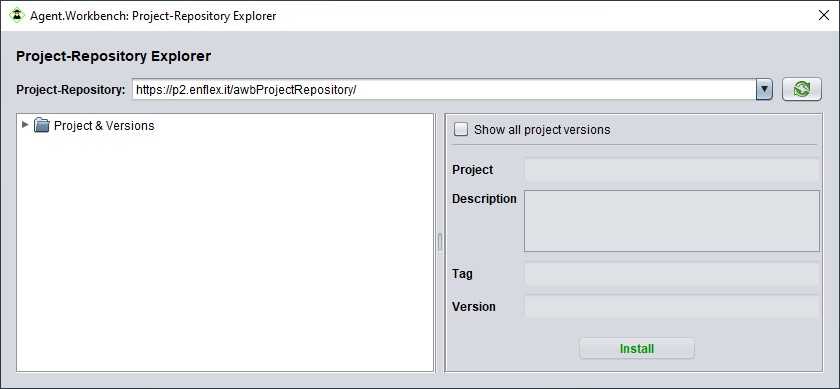 Agent.Workbench: Project-Repository Explorer
Project-Repository Explorer
Project-Repository: https://p2.enflex.it/awbProjectRepository/
Project & Versions
Show all project versions
Project
Description
Tag
Version
Install